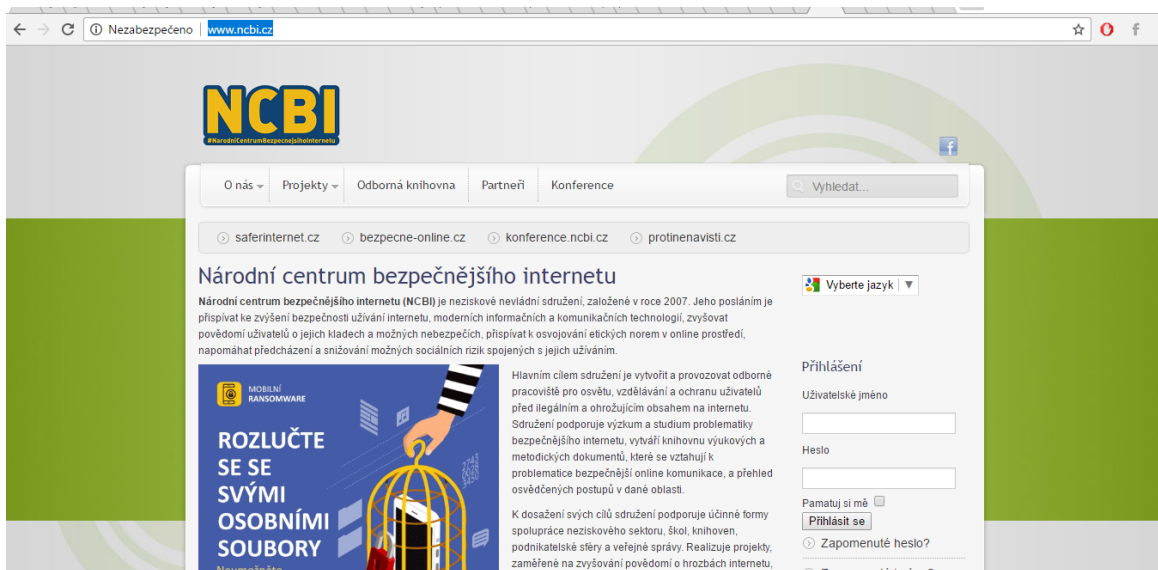 Nezabezpečeno | www.ncbi.cz
NCBI
#NarodniCentrumBezpecnejsihoInternetu
O nás Projekty Odborná knihovna Partneři Konference
Vyhledat...
saferinternet.cz bezpecne-online.cz konference.ncbi.cz protinenavisti.cz
Národní centrum bezpečnějšího internetu
Národní centrum bezpečnějšího internetu (NCBI) je neziskové nevládní sdružení, založené v roce 2007. Jeho posláním je
přispívat ke zvýšení bezpečnosti užívání internetu, moderních informačních a komunikačních technologií, zvyšovat
povědomí uživatelů o jejich kladech a možných nebezpečích, přispívat k osvojování etických norem v online prostředí,
napomáhat předcházení a snižování možných sociálních rizik spojených s jejich užíváním.
MOBILNÍ
RANSOMWARE
ROZLUČTE
SE SE
SVÝMI
OSOBNÍMI
SOUBORY
Neumožněte
Hlavním cílem sdružení je vytvořit a provozovat odborné
pracoviště pro osvětu, vzdělávání a ochranu uživatelů
před ilegálním a ohrožujícím obsahem na internetu.
Sdružení podporuje výzkum a studium problematiky
bezpečnějšího internetu, vytváří knihovnu výukových a
metodických dokumentů, které se vztahují k
problematice bezpečnější online komunikace, a přehled
osvědčených postupů v dané oblasti.
K dosažení svých cílů sdružení podporuje účinné formy
spolupráce neziskového sektoru, škol, knihoven,
podnikatelské sféry a veřejné správy. Realizuje projekty,
zaměřené na zvyšování povědomí o hrozbách internetu,
Vyberte jazyk | ▼
Přihlášení
Uživatelské jméno
Heslo
Pamatuj si mě
Přihlásit se
Zapomenuté heslo?